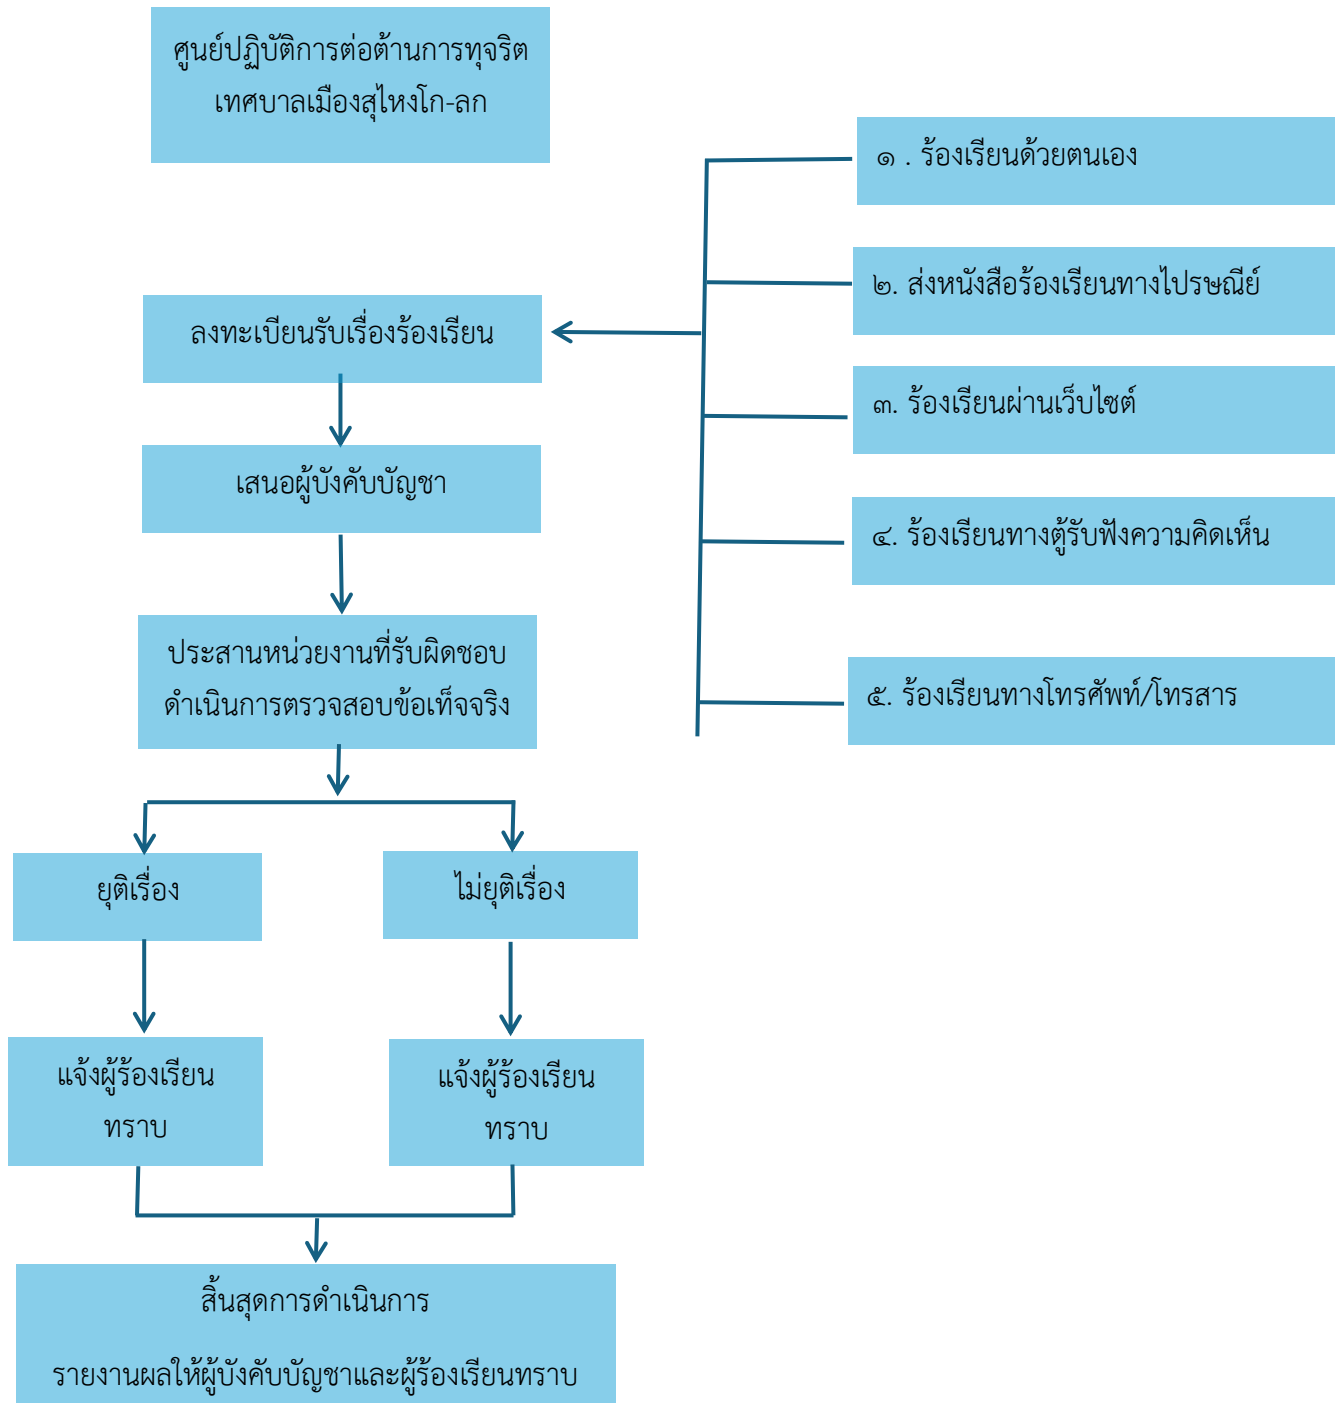 ศูนย์ปฏิบัติการต่อต้านการทุจริต
เทศบาลเมืองสุไหงโก-ลก
๑ . ร้องเรียนด้วยตนเอง
๒. ส่งหนังสือร้องเรียนทางไปรษณีย์
ลงทะเบียนรับเรื่องร้องเรียน
๓. ร้องเรียนผ่านเว็บไซต์
เสนอผู้บังคับบัญชา
๔. ร้องเรียนทางตู้รับฟังความคิดเห็น
ประสานหน่วยงานที่รับผิดชอบ
ดำเนินการตรวจสอบข้อเท็จจริง
๕. ร้องเรียนทางโทรศัพท์/โทรสาร
ยุติเรื่อง
ไม่ยุติเรื่อง
แจ้งผู้ร้องเรียน
ทราบ
แจ้งผู้ร้องเรียน
ทราบ
สิ้นสุดการดำเนินการ
รายงานผลให้ผู้บังคับบัญชาและผู้ร้องเรียนทราบ